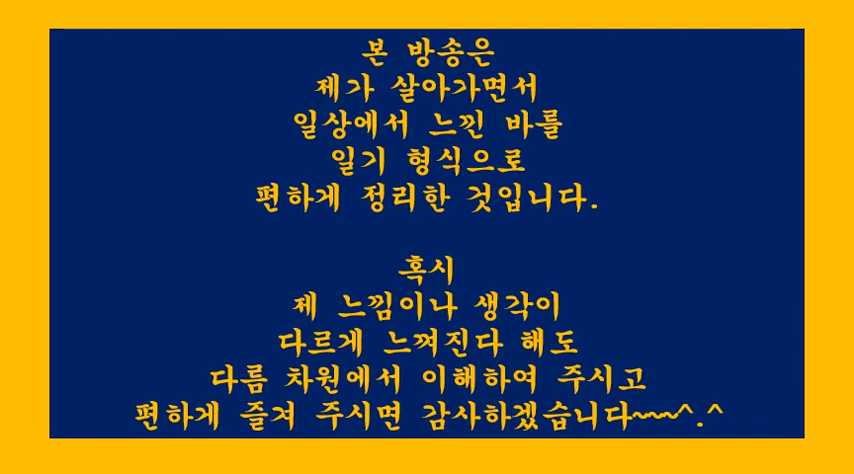 본 방송은
제가 살아가면서
일상에서 느낀 바를
일기 형식으로
편하게 정리한 것입니다.
혹시
제 느낌이나 생각이
다르게 느껴진다 해도
다름 차원에서 이해하여 주시고
편하게 즐겨 주시면 감사하겠습니다~~~^.^